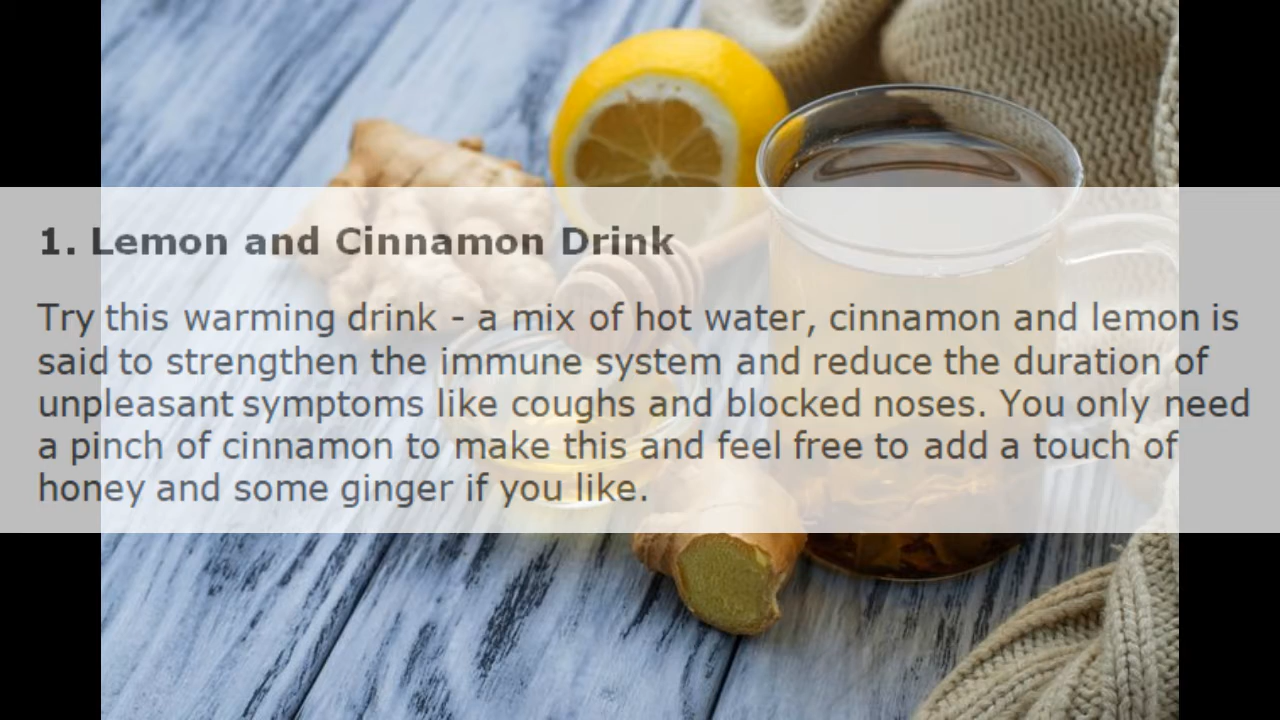 1. Lemon and Cinnamon Drink
Try this warming drink - a mix of hot water, cinnamon and lemon is
said to strengthen the immune system and reduce the duration of
unpleasant symptoms like coughs and blocked noses. You only need
a pinch of cinnamon to make this and feel free to add a touch of
honey and some ginger if you like.